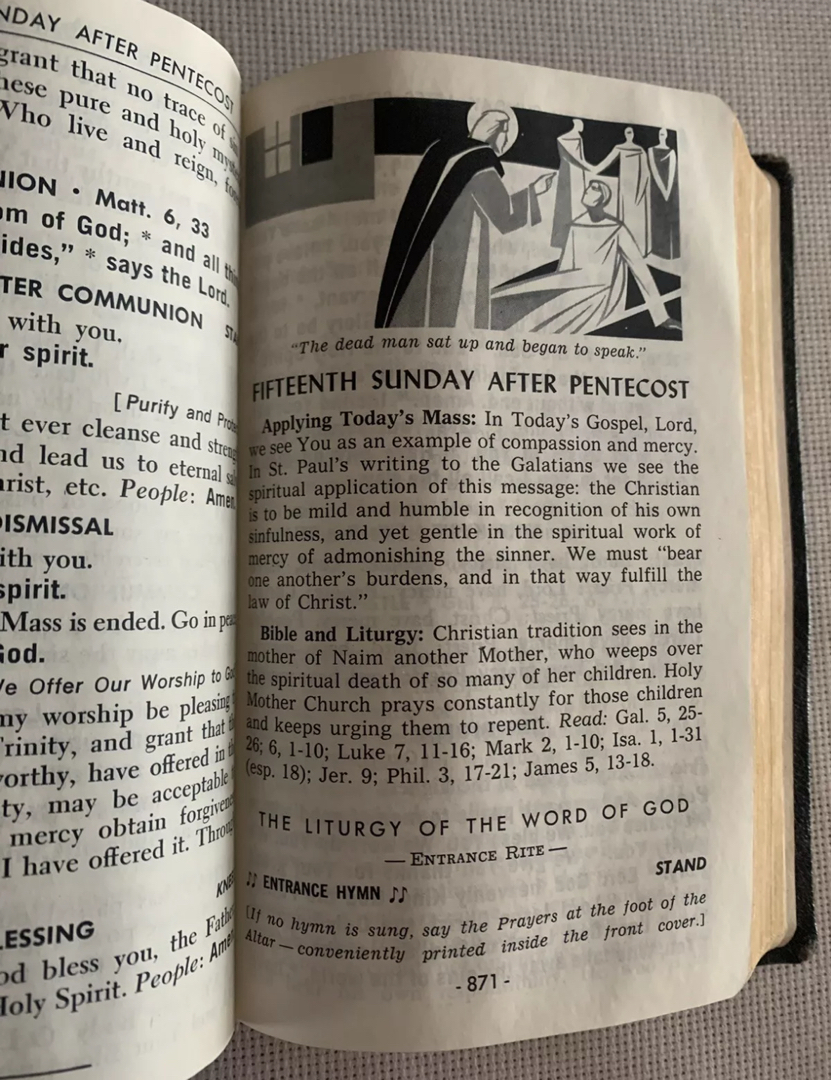 NDAY AFTER PENTECOST
grant that no trace of
hese pure and holy
Who live and reign,
NION • Matt. 6, 33
om of God; * and all
ides," * says the Lord.
TER COMMUNION
with you.
r spirit.
[Purify and
t ever cleanse and
nd lead us to eternal
hrist, etc. People: Amen
DISMISSAL
ith you.
spirit.
Mass is ended. Go in
God.
We Offer Our Worship to
my worship be pleasing
Trinity, and grant that
worthy, have offered in
ty, may be acceptable
mercy obtain
I have offered it.
LESSING
od bless you, the
Holy Spirit. People:
"The dead man sat up and began to speak."
FIFTEENTH SUNDAY AFTER PENTECOST
Applying Today's Mass: In Today's Gospel, Lord,
we see You as an example of compassion and mercy.
In St. Paul's writing to the Galatians we see the
spiritual application of this message: the Christian
is to be mild and humble in recognition of his own
sinfulness, and yet gentle in the spiritual work of
mercy of admonishing the sinner. We must "bear
one another's burdens, and in that way fulfill the
law of Christ."
Bible and Liturgy: Christian tradition sees in the
mother of Naim another Mother, who weeps over
the spiritual death of so many of her children. Holy
Mother Church prays constantly for those children
and keeps urging them to repent. Read: Gal. 5, 25-
26; 6, 1-10; Luke 7, 11-16; Mark 2, 1-10; Isa. 1, 1-31
(esp. 18); Jer. 9; Phil. 3, 17-21; James 5, 13-18.
THE LITURGY OF THE WORD OF GOD
— ENTRANCE RITE —
STAND
♫ ENTRANCE HYMN ♫
[If no hymn is sung, say the Prayers at the foot of the
Altar — conveniently printed inside the front cover.]
- 871 -